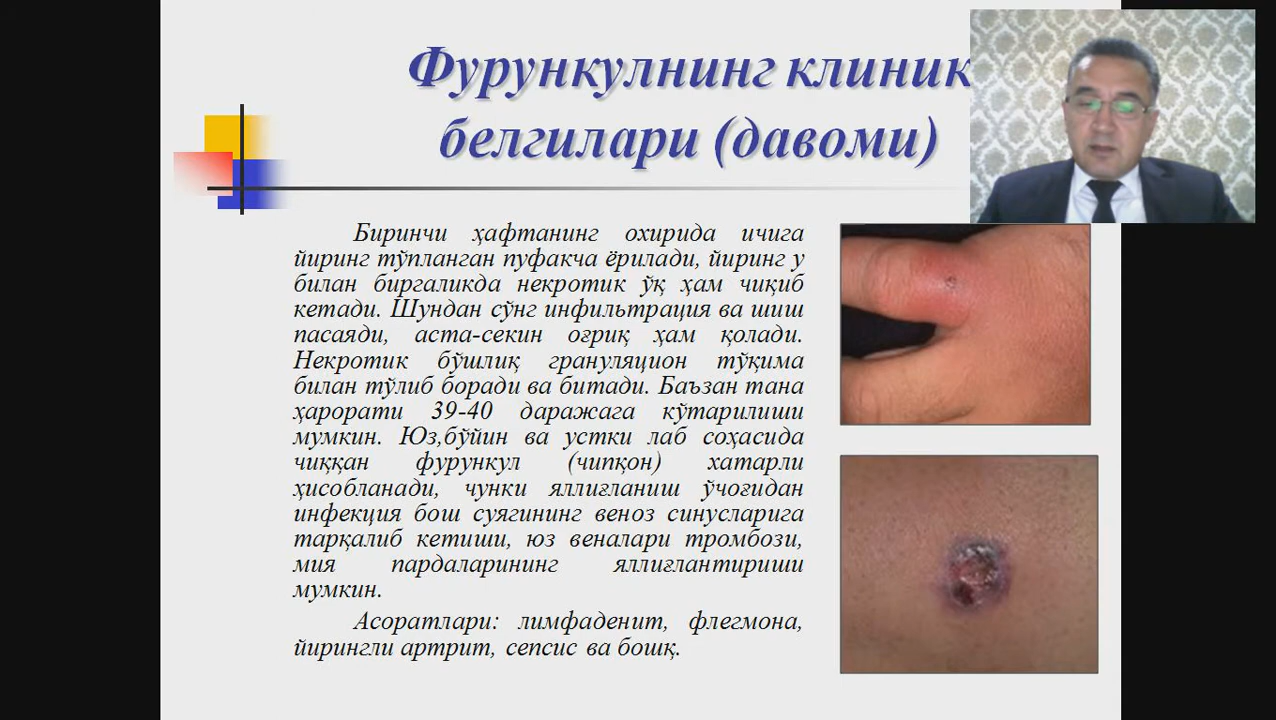 Фурункулнинг клиник
белгилари (давоми)
Биринчи ҳафтанинг охирида ичига
йиринг тўпланган пуфакча ёрилади, йиринг у
билан биргаликда некротик ўқ ҳам чиқиб
кетади. Шундан сўнг инфильтрация ва шиш
пасаяди, аста-секин оғриқ ҳам қолади.
Некротик бўшлиқ грануляцион тўқима
билан тўлиб боради ва битади. Баъзан тана
ҳарорати 39-40 даражага кўтарилиши
мумкин. Юз,бўйин ва устки лаб соҳасида
чиққан фурункул (чипқон) хатарли
ҳисобланади, чунки яллиғланиш ўчоғидан
инфекция бош суягининг веноз синусларига
тарқалиб кетиши, юз веналари тромбози,
мия пардаларининг яллиғлантириши
мумкин.
Асоратлари: лимфаденит, флегмона,
йирингли артрит, сепсис ва бошқ.